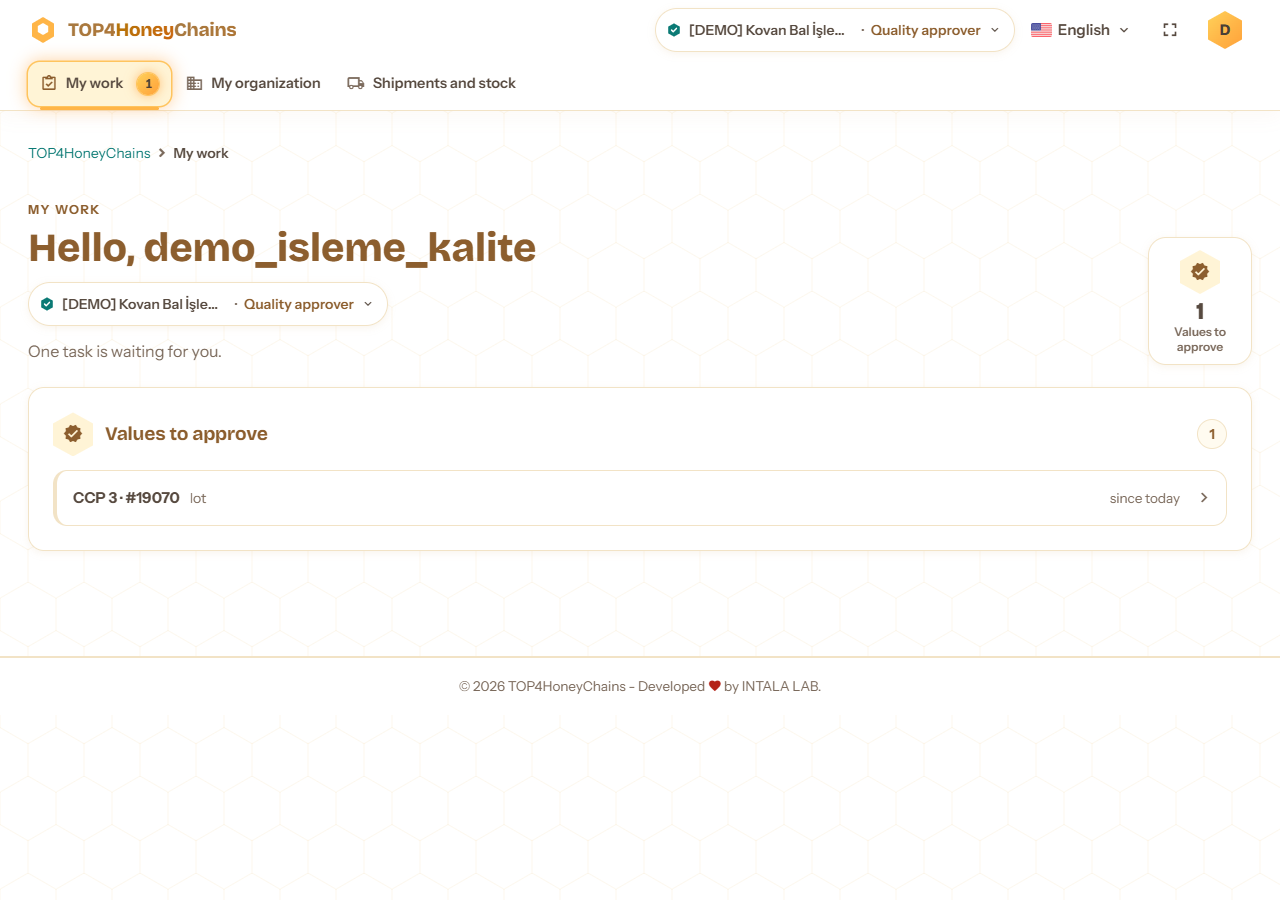 TOP4HoneyChains
[DEMO] Kovan Bal İşle... · Quality approver
English
D
My work 1
My organization
Shipments and stock
TOP4HoneyChains > My work
MY WORK
Hello, demo_isleme_kalite
[DEMO] Kovan Bal İşle... · Quality approver
One task is waiting for you.
1
Values to
approve
Values to approve
1
CCP 3 · #19070 lot
since today
© 2026 TOP4HoneyChains - Developed ❤ by INTALA LAB.